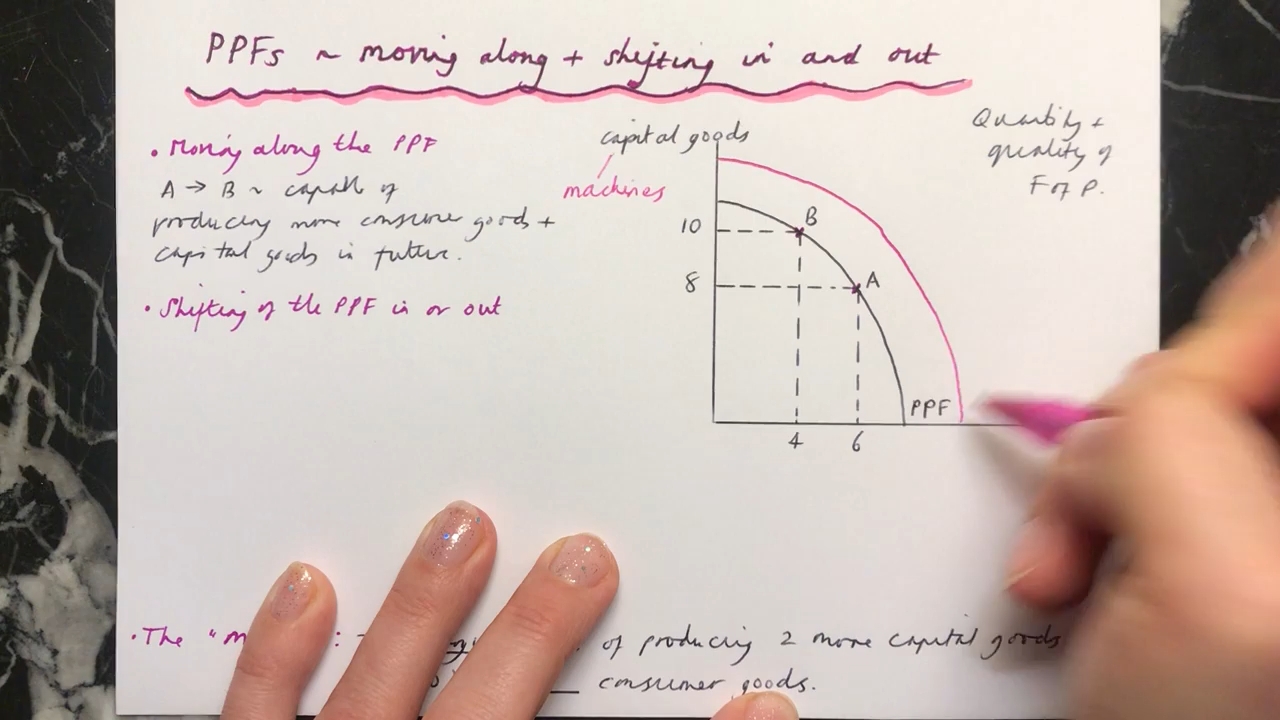 PPFs ~ moving along + shifting in and out
• Moving along the PPF
A → B ~ capable of
producing more consumer goods +
capital goods in future.
• Shifting of the PPF in or out
capital goods
machines
10
B
8
A
PPF
4
6
Quantity +
quality of
F of P.
• The "m
:
of producing 2 more capital goods
consumer goods.